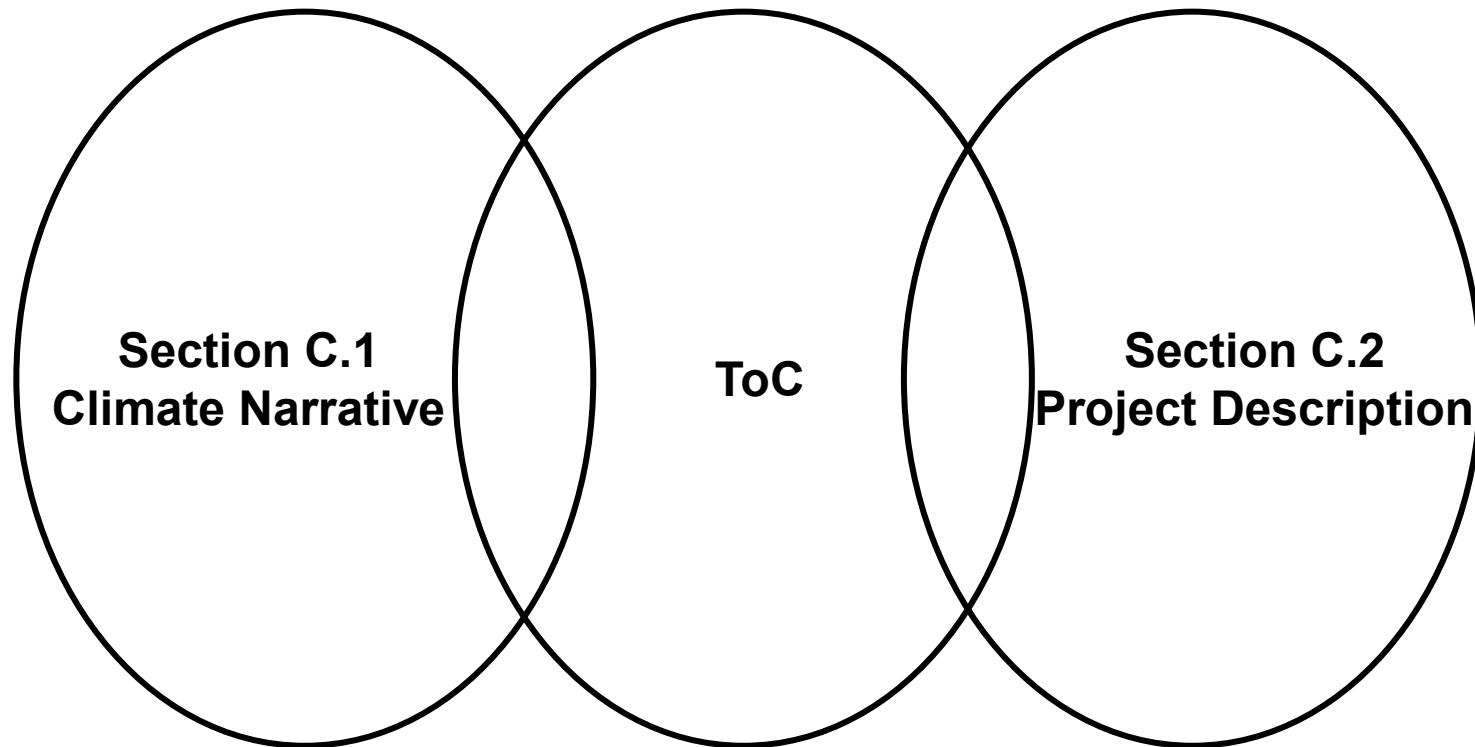 Section C.1
Climate Narrative
ToC
Section C.2
Project Description